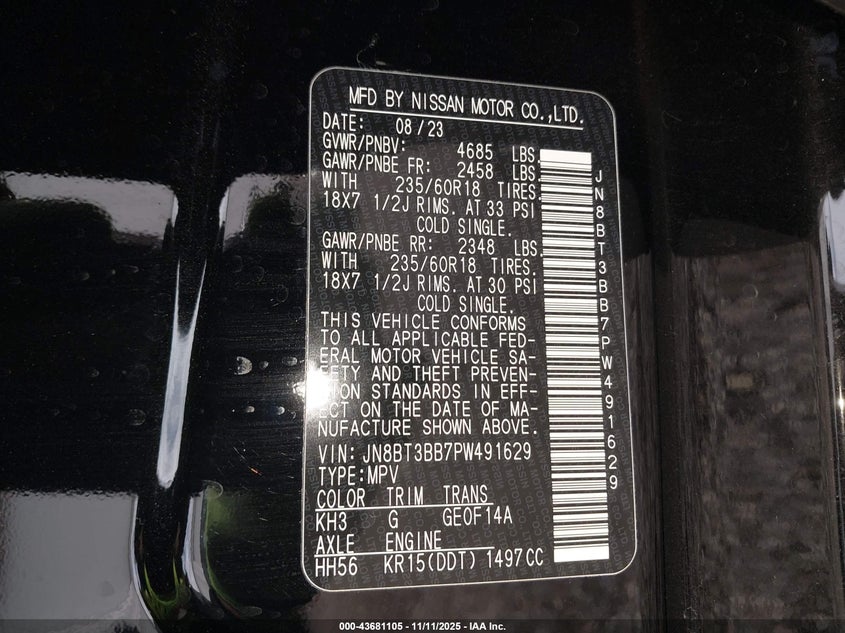 MFD BY NISSAN MOTOR CO.,LTD.
DATE: 08/23
GVWR/PNBV: 4685 LBS.
GAWR/PNBE FR: 2458 LBS.
WITH 235/60R18 TIRES.
18X7 1/2J RIMS. AT 33 PSI
COLD SINGLE.
GAWR/PNBE RR: 2348 LBS.
WITH 235/60R18 TIRES.
18X7 1/2J RIMS. AT 30 PSI
COLD SINGLE.
THIS VEHICLE CONFORMS
TO ALL APPLICABLE FED-
ERAL MOTOR VEHICLE SA-
FETY AND THEFT PREVEN-
TION STANDARDS IN EFF-
ECT ON THE DATE OF MA-
NUFACTURE SHOWN ABOVE.
VIN: JN8BT3BB7PW491629
TYPE:MPV
COLOR TRIM TRANS
KH3 G GE0F14A
AXLE ENGINE
HH56 KR15(DDT) 1497CC
JN8BT3BB7PW491629
000-43681105 - 11/11/2025 - IAA Inc.